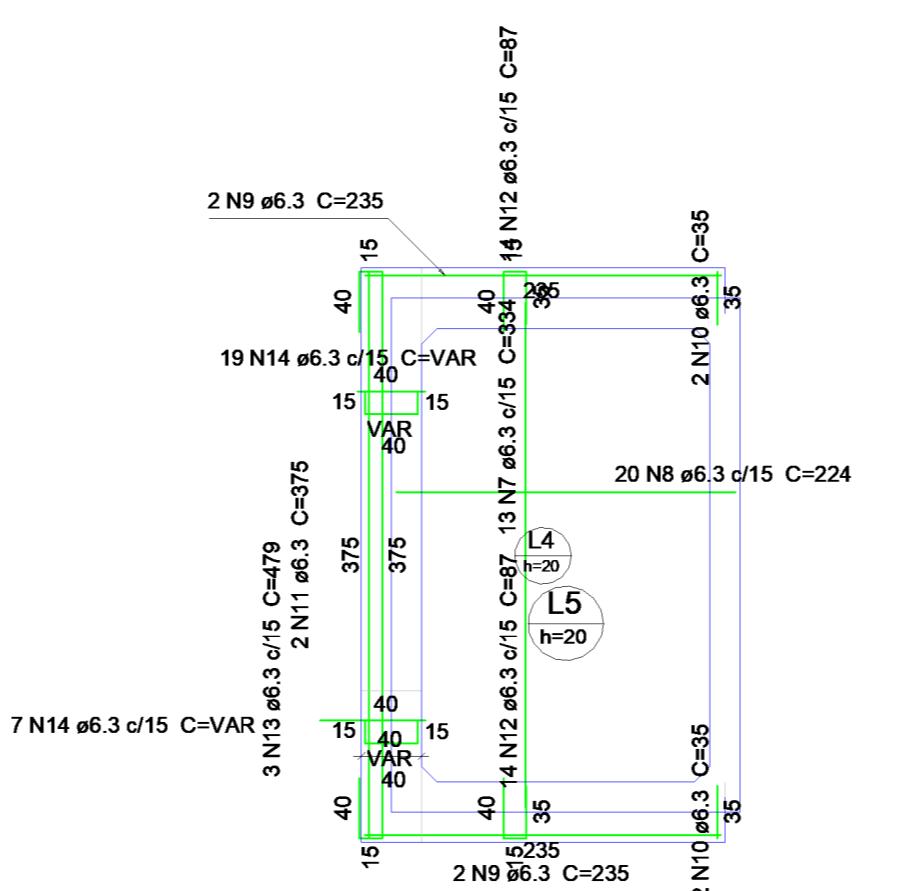 14 N12 ø6.3 c/15 C=87
2 N9 ø6.3 C=235
15
15
2 N10 ø6.3 C=35
40
40
235
35
35
13 N7 ø6.3 c/15 C=334
19 N14 ø6.3 c/15 C=VAR
40
15
15
VAR
40
20 N8 ø6.3 c/15 C=224
2 N11 ø6.3 C=375
375
375
L4
h=20
3 N13 ø6.3 c/15 C=479
14 N12 ø6.3 c/15 C=87
L5
h=20
40
7 N14 ø6.3 c/15 C=VAR
15
15
40
VAR
40
2 N10 ø6.3 C=35
40
40
35
35
15
15
235
2 N9 ø6.3 C=235